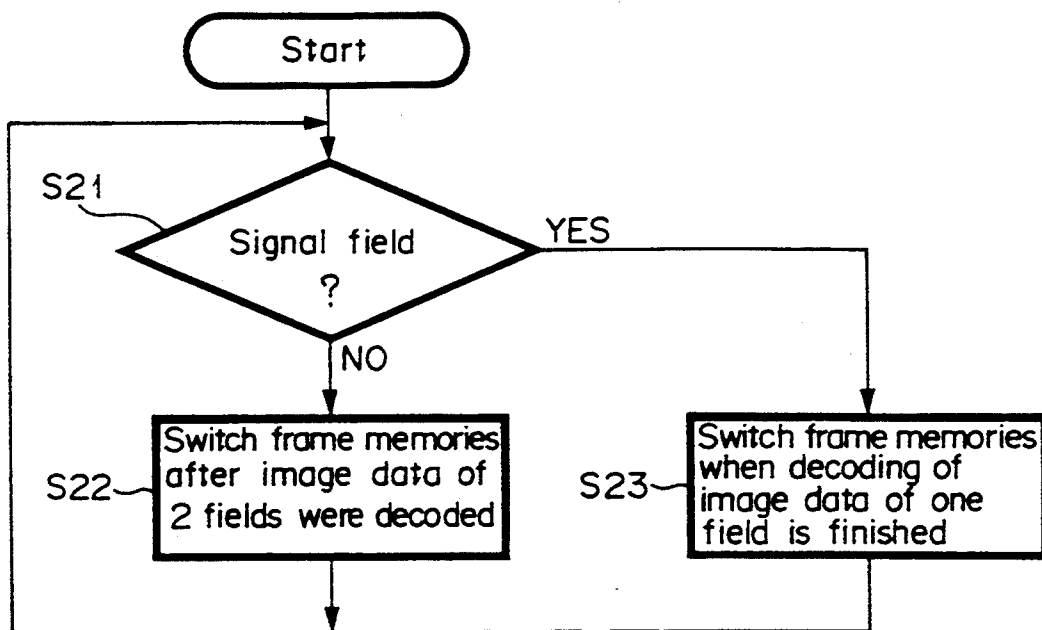 Start
S21
Signal field
?
YES
NO
S22
Switch frame memories
after image data of
2 fields were decoded
S23
Switch frame memories
when decoding of
image data of one
field is finished